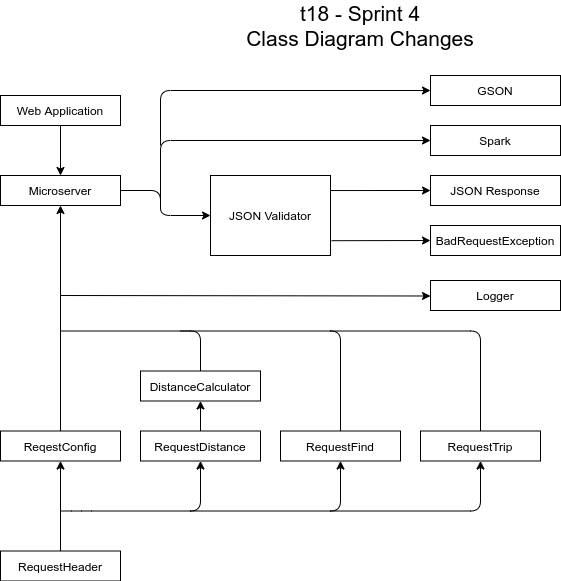 t18 - Sprint 4
Class Diagram Changes
GSON
Web Application
Spark
Microserver
JSON Response
JSON Validator
BadRequestException
Logger
DistanceCalculator
ReqestConfig
RequestDistance
RequestFind
RequestTrip
RequestHeader